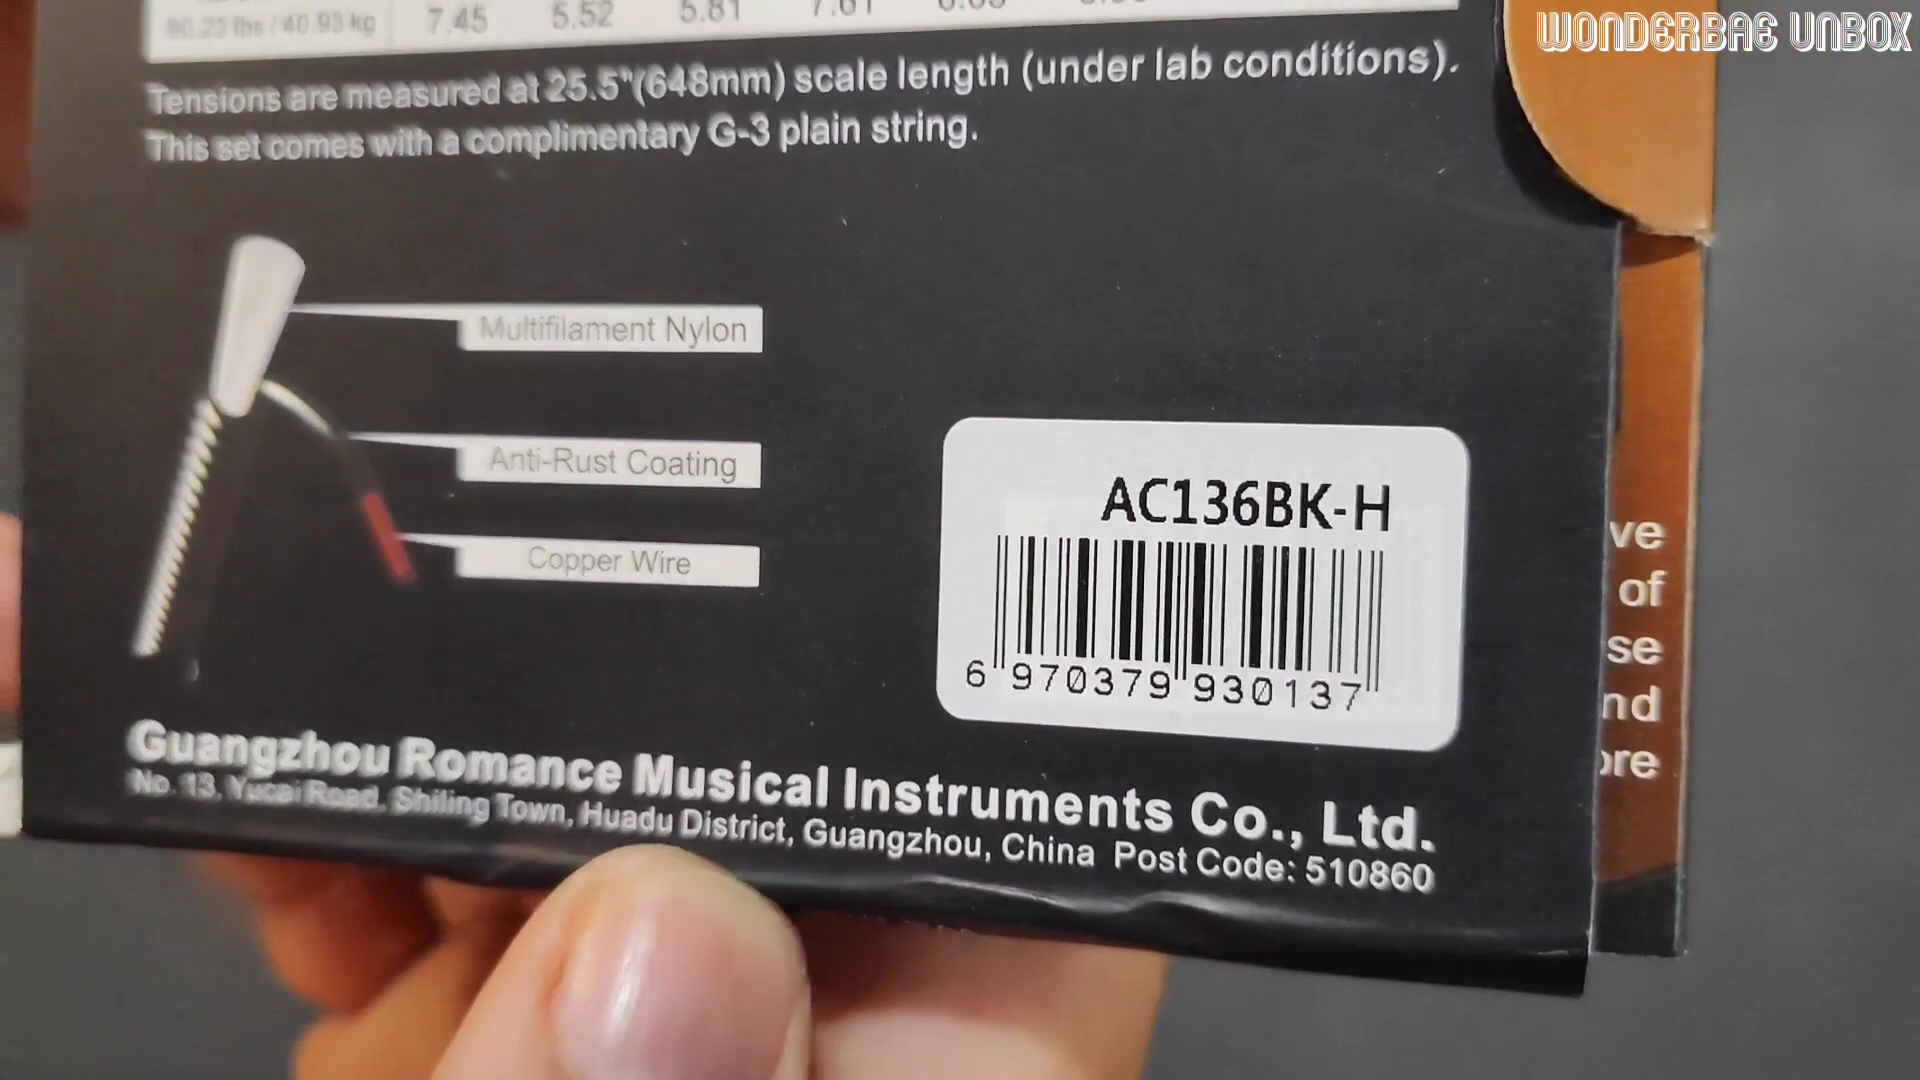 WONDERBAE UNBOX
90.23 lbs / 40.93 kg 7.45 5.52 5.81 7.61
Tensions are measured at 25.5"(648mm) scale length (under lab conditions).
This set comes with a complimentary G-3 plain string.
Multifilament Nylon
Anti-Rust Coating
Copper Wire
AC136BK-H
6 970379 930137
ve
of
se
nd
ore
Guangzhou Romance Musical Instruments Co., Ltd.
No. 13, Yucai Road, Shiling Town, Huadu District, Guangzhou, China Post Code: 510860